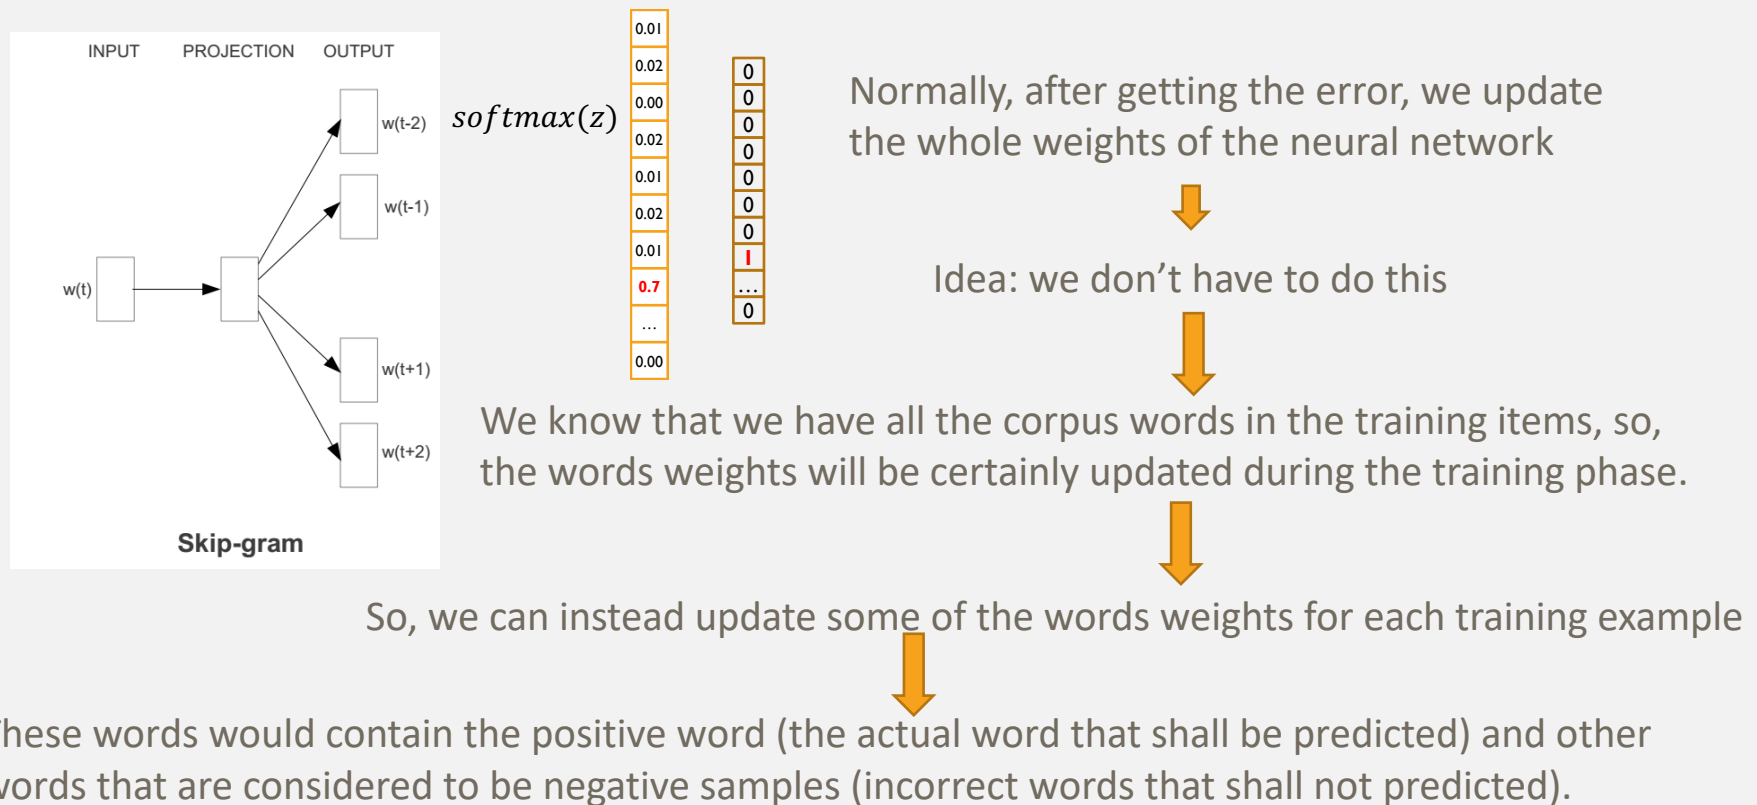 INPUT PROJECTION OUTPUT
w(t-2)
w(t-1)
w(t)
w(t+1)
w(t+2)
Skip-gram
softmax(z)
0.01
0.02
0.00
0.02
0.01
0.02
0.01
0.7
...
0.00
0
0
0
0
0
0
0
1
...
0
Normally, after getting the error, we update
the whole weights of the neural network
Idea: we don’t have to do this
We know that we have all the corpus words in the training items, so,
the words weights will be certainly updated during the training phase.
So, we can instead update some of the words weights for each training example
hese words would contain the positive word (the actual word that shall be predicted) and other
words that are considered to be negative samples (incorrect words that shall not predicted).